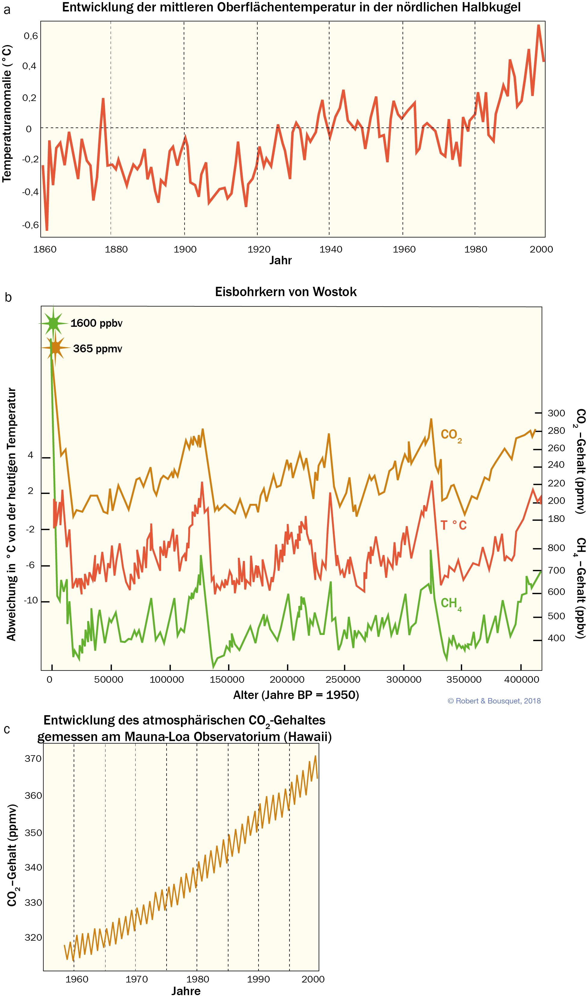 a
Entwicklung der mittleren Oberflächentemperatur in der nördlichen Halbkugel
Temperaturanomalie (°C)
0,6
0,4
0,2
0
-0,2
-0,4
-0,6
1860 1880 1900 1920 1940 1960 1980 2000
Jahr
b
Eisbohrkern von Wostok
1600 ppbv
365 ppmv
Abweichung in °C von der heutigen Temperatur
4
2
-2
-6
-10
CO2
T °C
CH4
300
280
260
240
220
200
180
CO2 –Gehalt (ppmv)
800
700
600
500
400
CH4 –Gehalt (ppbv)
0 50000 100000 150000 200000 250000 300000 350000 400000
Alter (Jahre BP = 1950)
© Robert & Bousquet, 2018
c
Entwicklung des atmosphärischen CO2-Gehaltes
gemessen am Mauna-Loa Observatorium (Hawaii)
CO2 –Gehalt (ppmv)
370
360
350
340
330
320
1960 1970 1980 1990 2000
Jahre